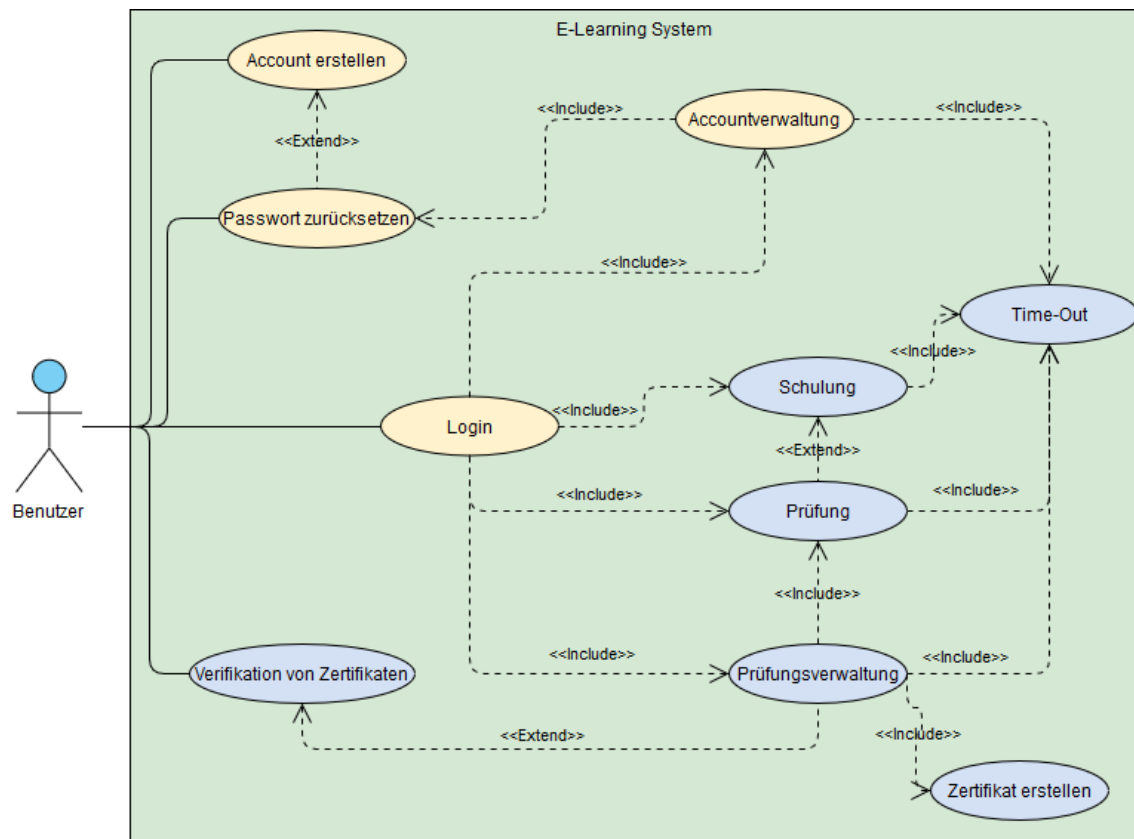 E-Learning System
Account erstellen
<<Include>>
Accountverwaltung
<<Include>>
<<Extend>>
Passwort zurücksetzen
<<Include>>
Time-Out
<<Include>>
Schulung
<<Include>>
Login
<<Extend>>
<<Include>>
Prüfung
<<Include>>
Benutzer
<<Include>>
<<Include>>
<<Include>>
Verifikation von Zertifikaten
Prüfungsverwaltung
<<Extend>>
<<Include>>
Zertifikat erstellen